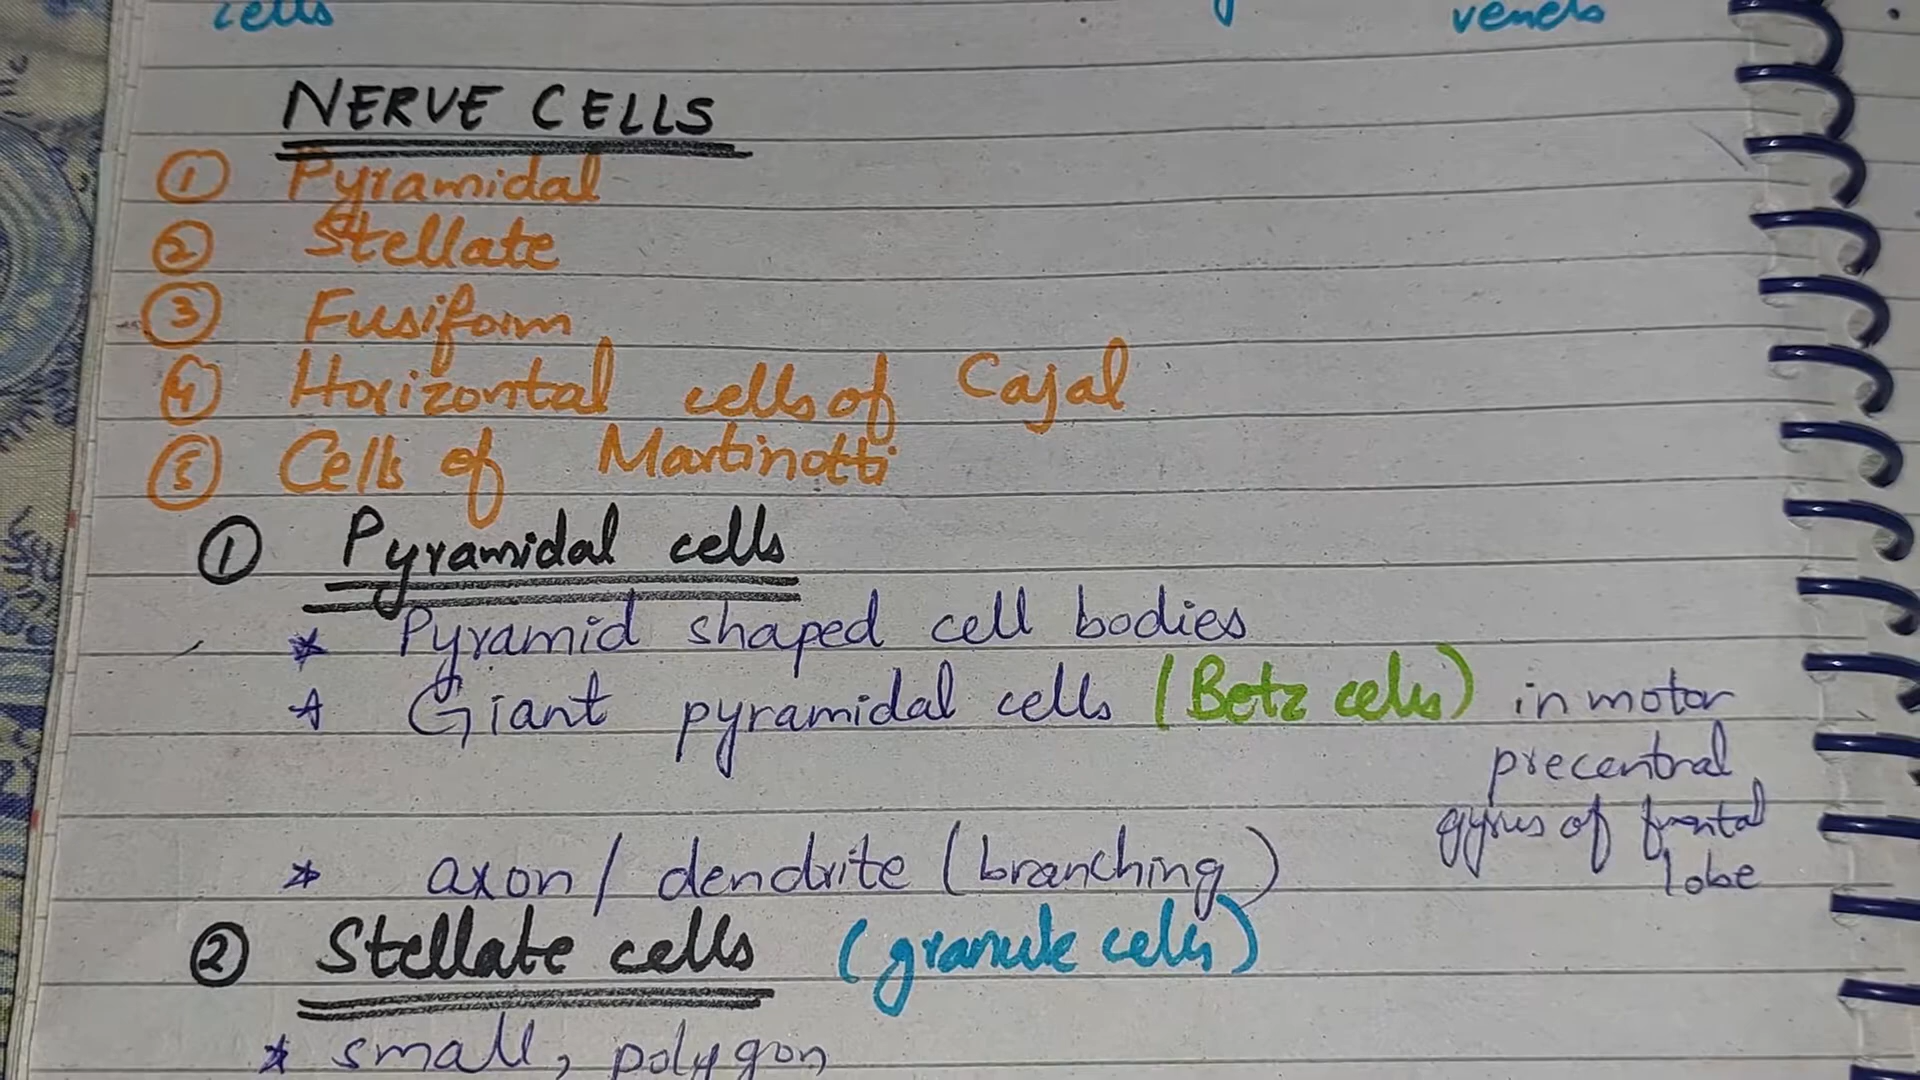 cells
vessels
NERVE CELLS
① Pyramidal
② Stellate
③ Fusiform
④ Horizontal cells of Cajal
⑤ Cells of Martinotti
① Pyramidal cells
* Pyramid shaped cell bodies
* Giant pyramidal cells (Betz cells) in motor
precentral
gyrus of frontal
lobe
* axon / dendrite (branching)
② Stellate cells (granule cells)
* small, polygon